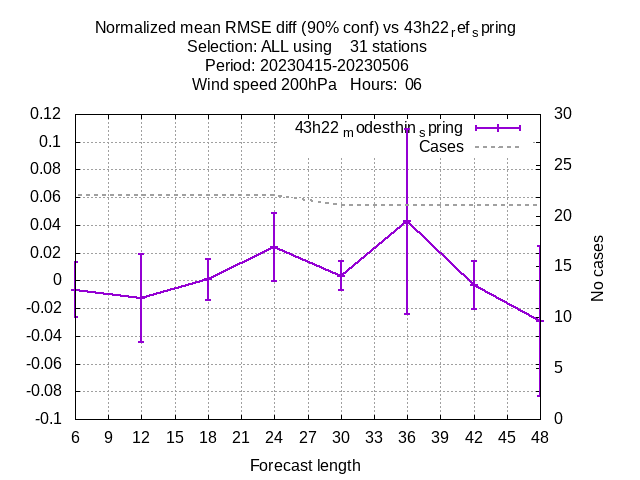 Normalized mean RMSE diff (90% conf) vs 43h22ref spring
Selection: ALL using 31 stations
Period: 20230415-20230506
Wind speed 200hPa Hours: 06
43h22modesthinspring
Cases
0.12
0.1
0.08
0.06
0.04
0.02
0
-0.02
-0.04
-0.06
-0.08
-0.1
30
25
20
15
10
5
0
No cases
6 9 12 15 18 21 24 27 30 33 36 39 42 45 48
Forecast length